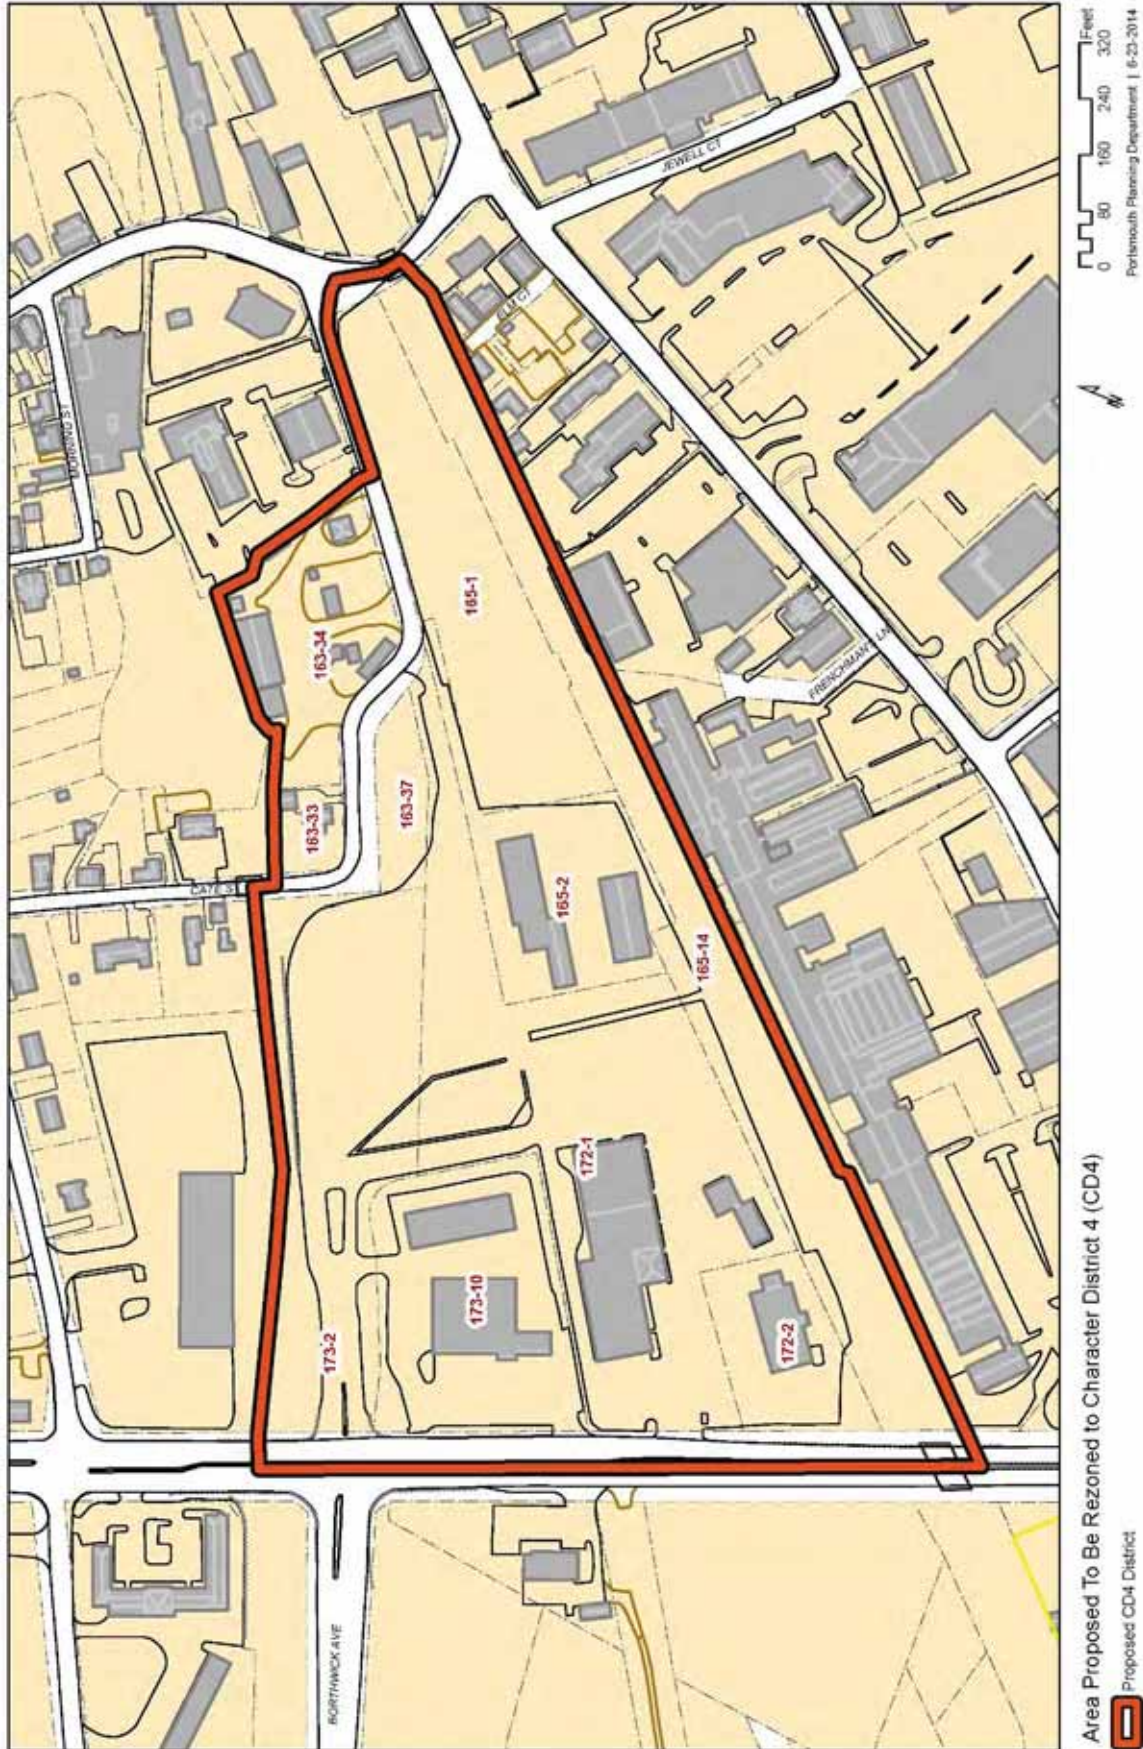 MORNING ST
JEWELL CT
ELM CT
163-34
165-1
163-33
163-37
CATE ST
FRENCHMAN'S LN
165-2
165-14
172-1
173-10
173-2
172-2
BORTHWICK AVE
Area Proposed To Be Rezoned to Character District 4 (CD4)
Proposed CD4 District
0 80 160 240 320 Feet
N
Portsmouth Planning Department | 6-23-2014